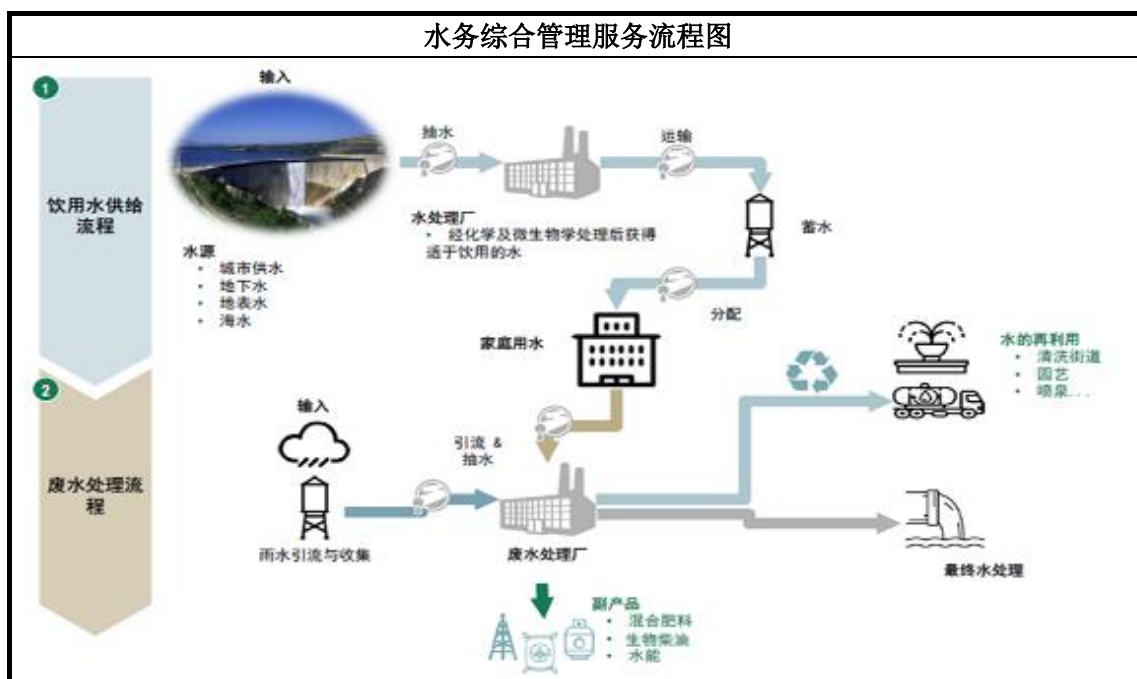 水务综合管理服务流程图
1
输入
抽水
运输
饮用水供给
流程
水处理厂
• 经化学及微生物学处理后获得
适于饮用的水
蓄水
水源
• 城市供水
• 地下水
• 地表水
• 海水
分配
家庭用水
水的再利用
• 清洗街道
• 园艺
• 喷泉...
2
输入
引流 &
抽水
废水处理流
程
雨水引流与收集
废水处理厂
最终水处理
副产品
• 混合肥料
• 生物柴油
• 水能